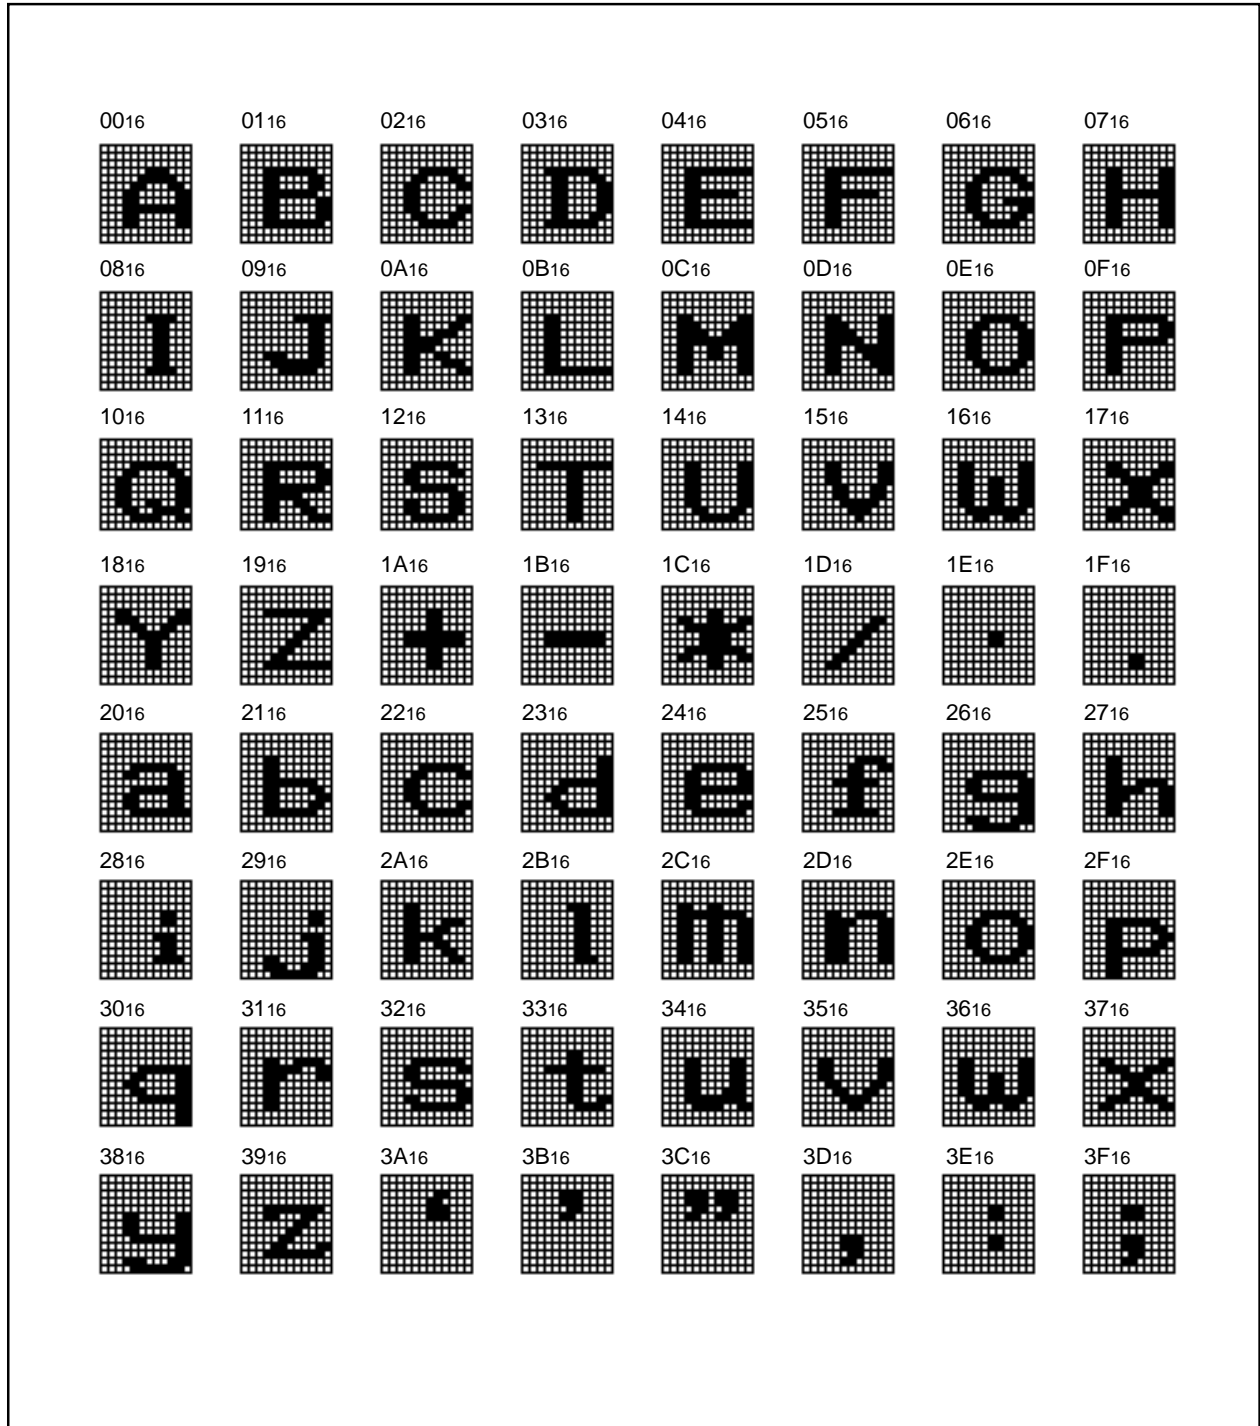 0016 0116 0216 0316 0416 0516 0616 0716
A B C D E F G H
0816 0916 0A16 0B16 0C16 0D16 0E16 0F16
I J K L M N O P
1016 1116 1216 1316 1416 1516 1616 1716
Q R S T U V W X
1816 1916 1A16 1B16 1C16 1D16 1E16 1F16
Y Z + - * / · .
2016 2116 2216 2316 2416 2516 2616 2716
a b c d e f g h
2816 2916 2A16 2B16 2C16 2D16 2E16 2F16
i j k l m n o p
3016 3116 3216 3316 3416 3516 3616 3716
q r s t u v w x
3816 3916 3A16 3B16 3C16 3D16 3E16 3F16
y z ‘ ’ ” , : ;